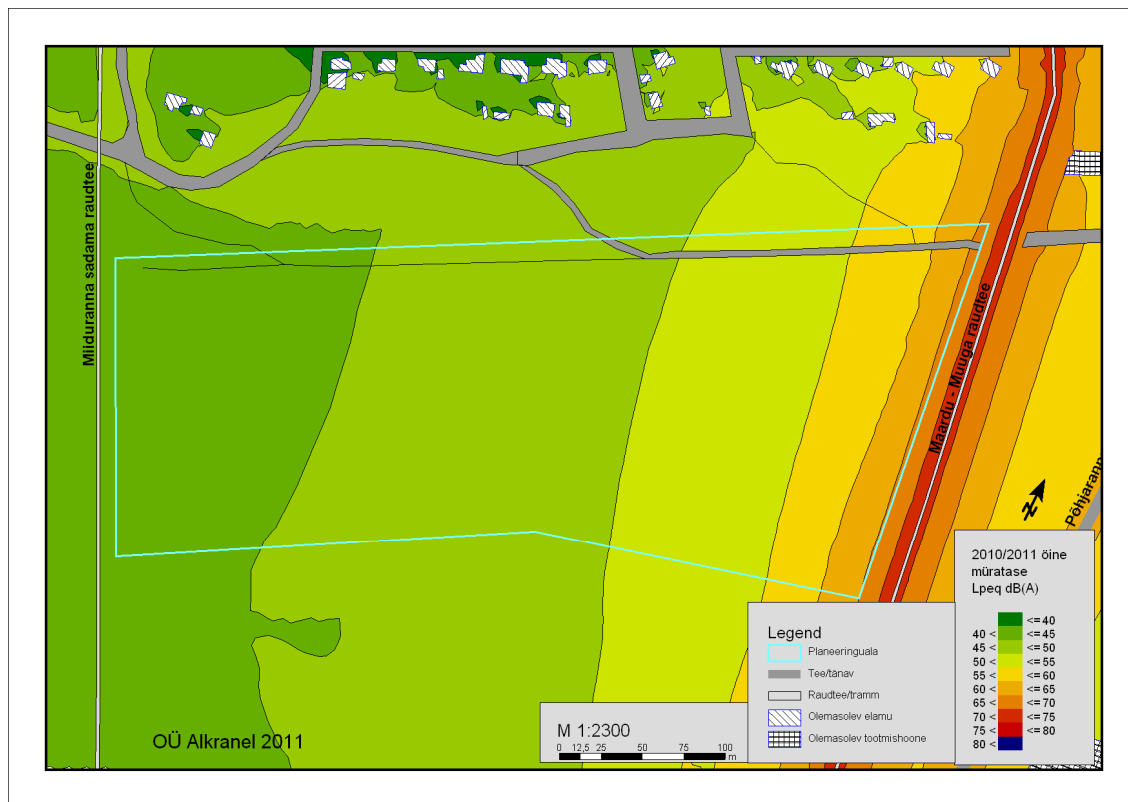 Miiduranna sadama raudtee
Maardu - Muuga raudtee
N
Põhjarann
2010/2011 öine
müratase
Lpeq dB(A)
<= 40
40 < <= 45
45 < <= 50
50 < <= 55
55 < <= 60
60 < <= 65
65 < <= 70
70 < <= 75
75 < <= 80
80 <
Legend
Planeeringuala
Tee/tänav
Raudtee/tramm
Olemasolev elamu
Olemasolev tootmishoone
M 1:2300
0 12,5 25 50 75 100
m
OÜ Alkranel 2011